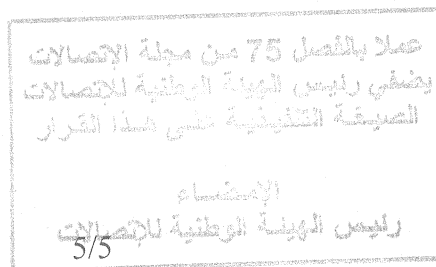 عملا بالفصل 75 من مجلة الإتصالات
يضفي رئيس الهيئة الوطنية للإتصالات
الصيغة التنفيذية على هذا القرار
الإمضاء
رئيس الهيئة الوطنية للإتصالات
5/5